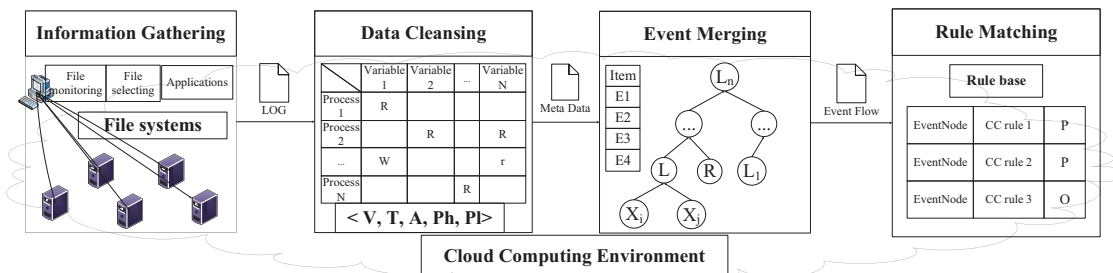 Information Gathering
File monitoring
File selecting
Applications
File systems
LOG
Data Cleansing
Variable 1
Variable 2
...
Variable N
Process 1
R
Process 2
R
R
...
W
r
Process N
R
< V, T, A, Ph, Pl>
Meta Data
Event Merging
Item
E1
E2
E3
E4
Ln
...
...
L
R
L1
Xi
Xj
Event Flow
Rule Matching
Rule base
EventNode CC rule 1 P
EventNode CC rule 2 P
EventNode CC rule 3 O
Cloud Computing Environment